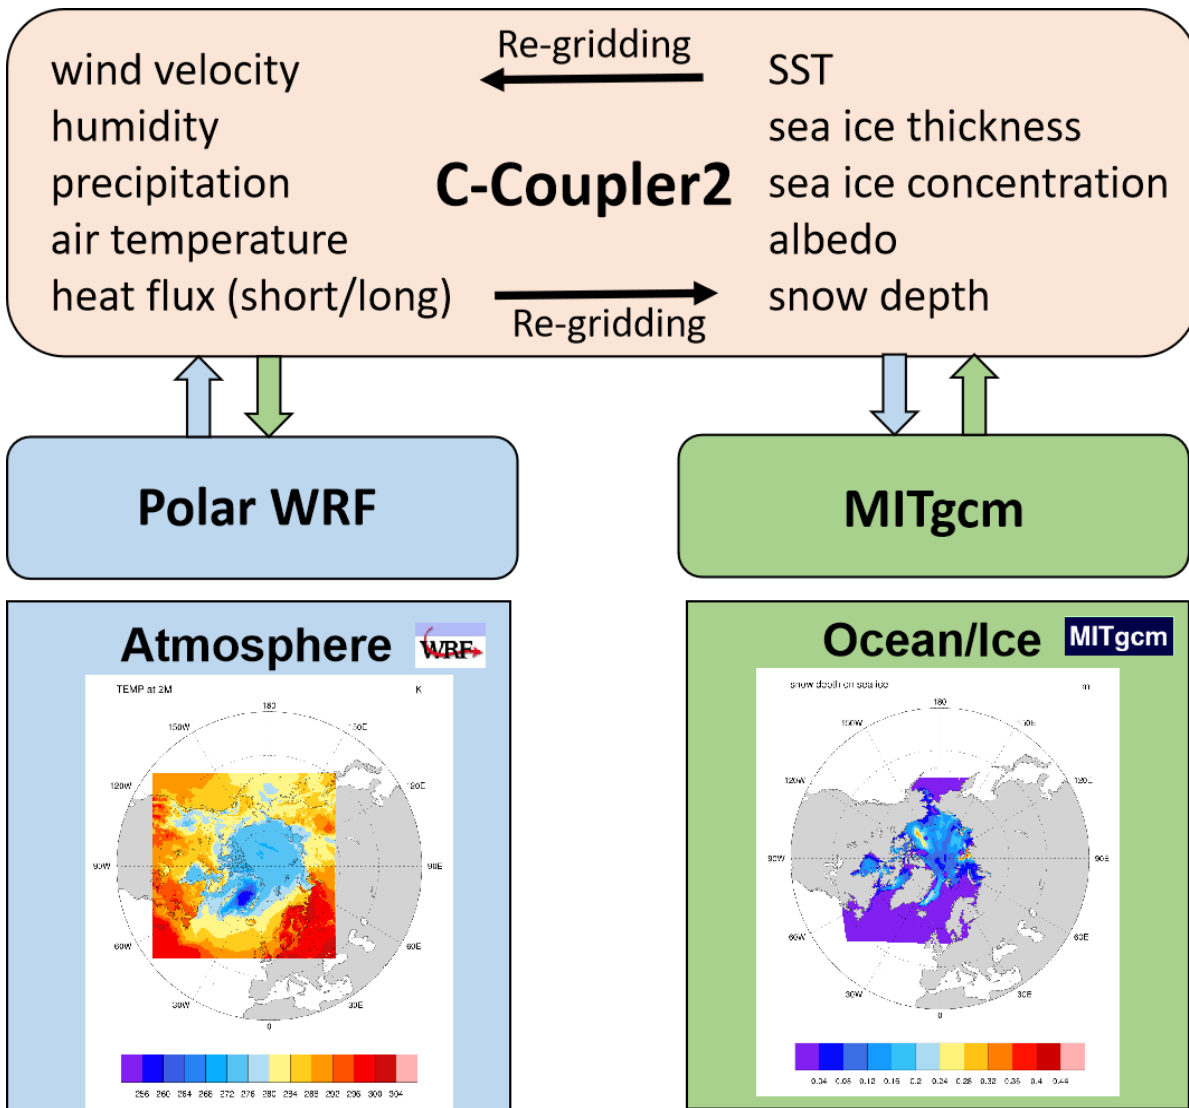 Re-gridding
wind velocity
SST
humidity
sea ice thickness
precipitation
C-Coupler2
sea ice concentration
air temperature
albedo
heat flux (short/long)
snow depth
Re-gridding
Polar WRF
MITgcm
Atmosphere
WRF
Ocean/Ice
MITgcm
TEMP at 2M
K
180
150W
150E
120W
120E
90W
90E
60W
60E
30W
30E
0
256 260 264 268 272 276 280 284 288 292 296 300 304
snow depth on sea ice
m
180
150W
150E
120W
120E
90W
90E
60W
60E
30W
30E
0
0.04 0.08 0.12 0.16 0.2 0.24 0.28 0.32 0.36 0.4 0.44